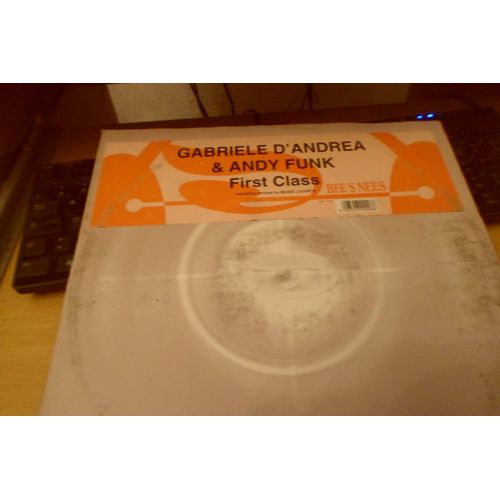 GABRIELE D'ANDREA
& ANDY FUNK
First Class
BEE'S NEES